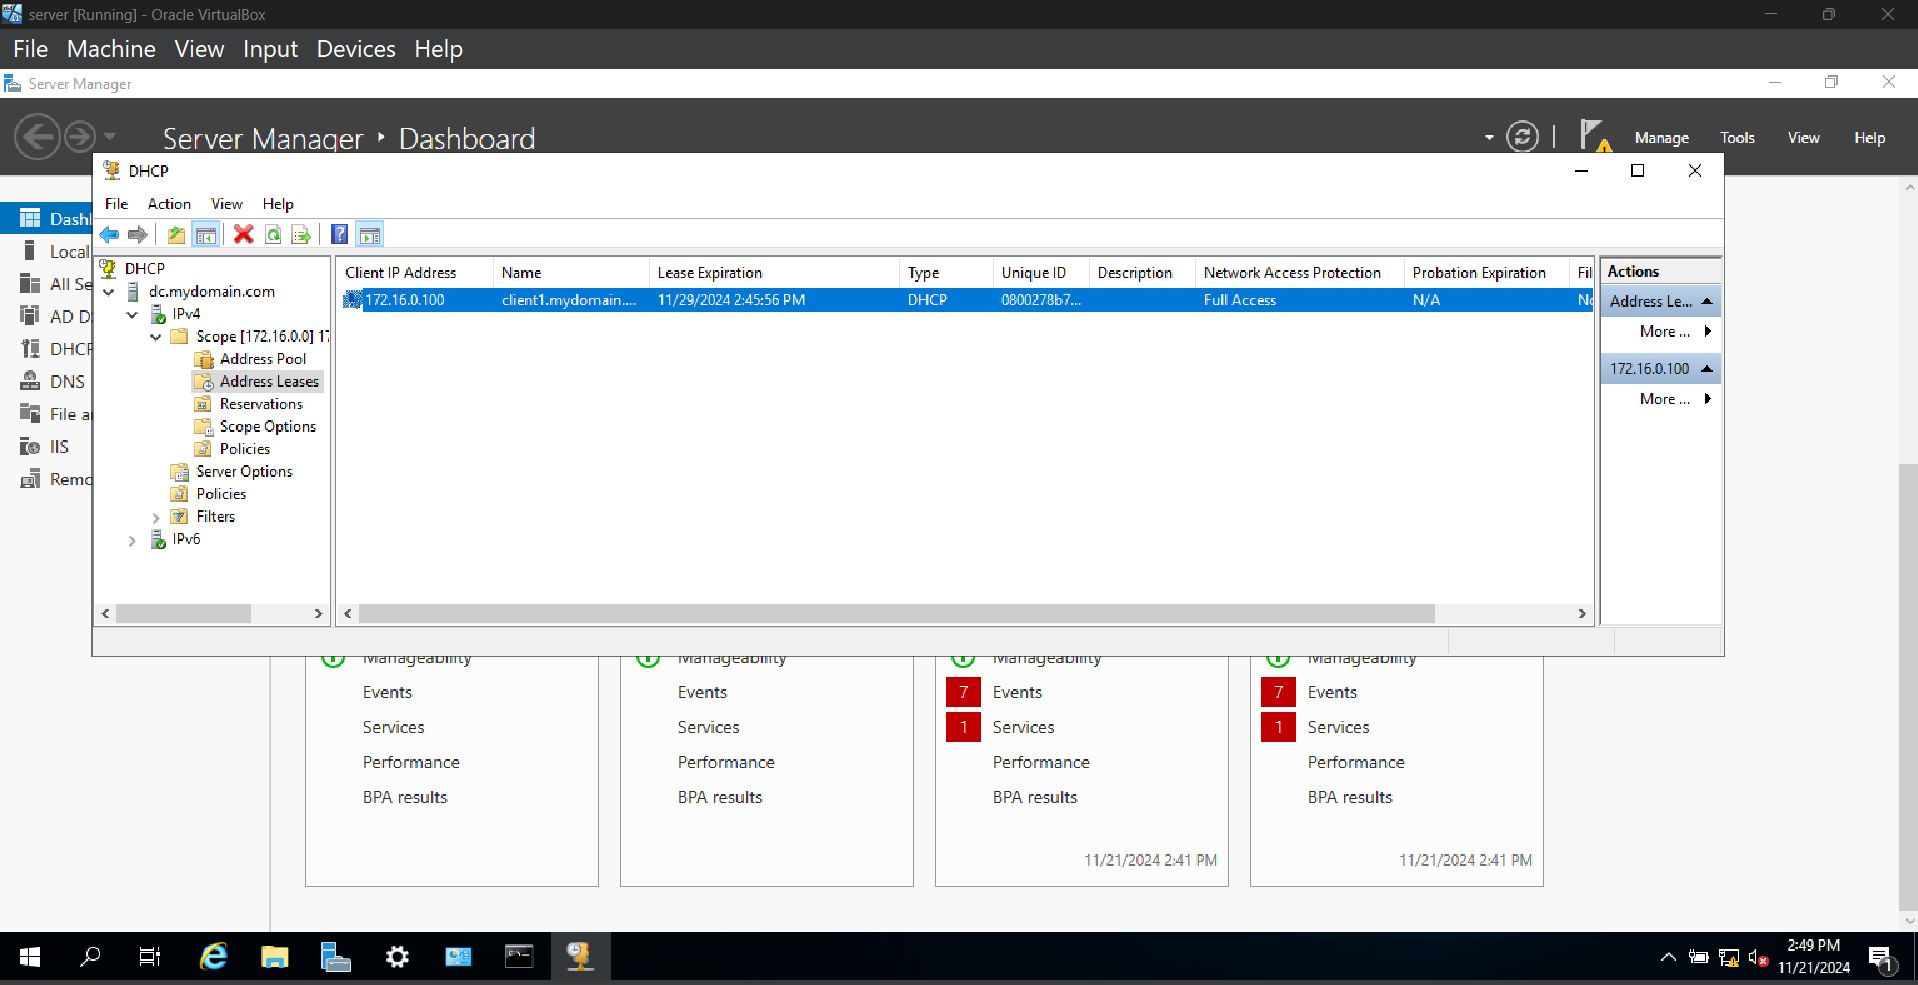 server [Running] - Oracle VirtualBox
File Machine View Input Devices Help
Server Manager
Server Manager Dashboard
Manage Tools View Help
DHCP
File Action View Help
Dashl
Local
All Se
AD D
DHCP
DNS
File a
IIS
Remo
DHCP
dc.mydomain.com
IPv4
Scope [172.16.0.0] 17
Address Pool
Address Leases
Reservations
Scope Options
Policies
Server Options
Policies
Filters
IPv6
Client IP Address Name Lease Expiration Type Unique ID Description Network Access Protection Probation Expiration Fil
172.16.0.100 client1.mydomain.... 11/29/2024 2:45:56 PM DHCP 0800278b7... Full Access N/A No
Actions
Address Le...
More ...
172.16.0.100
More ...
Manageability
Events
Services
Performance
BPA results
Manageability
Events
Services
Performance
BPA results
Manageability
7 Events
1 Services
Performance
BPA results
11/21/2024 2:41 PM
Manageability
7 Events
1 Services
Performance
BPA results
11/21/2024 2:41 PM
2:49 PM
11/21/2024
1